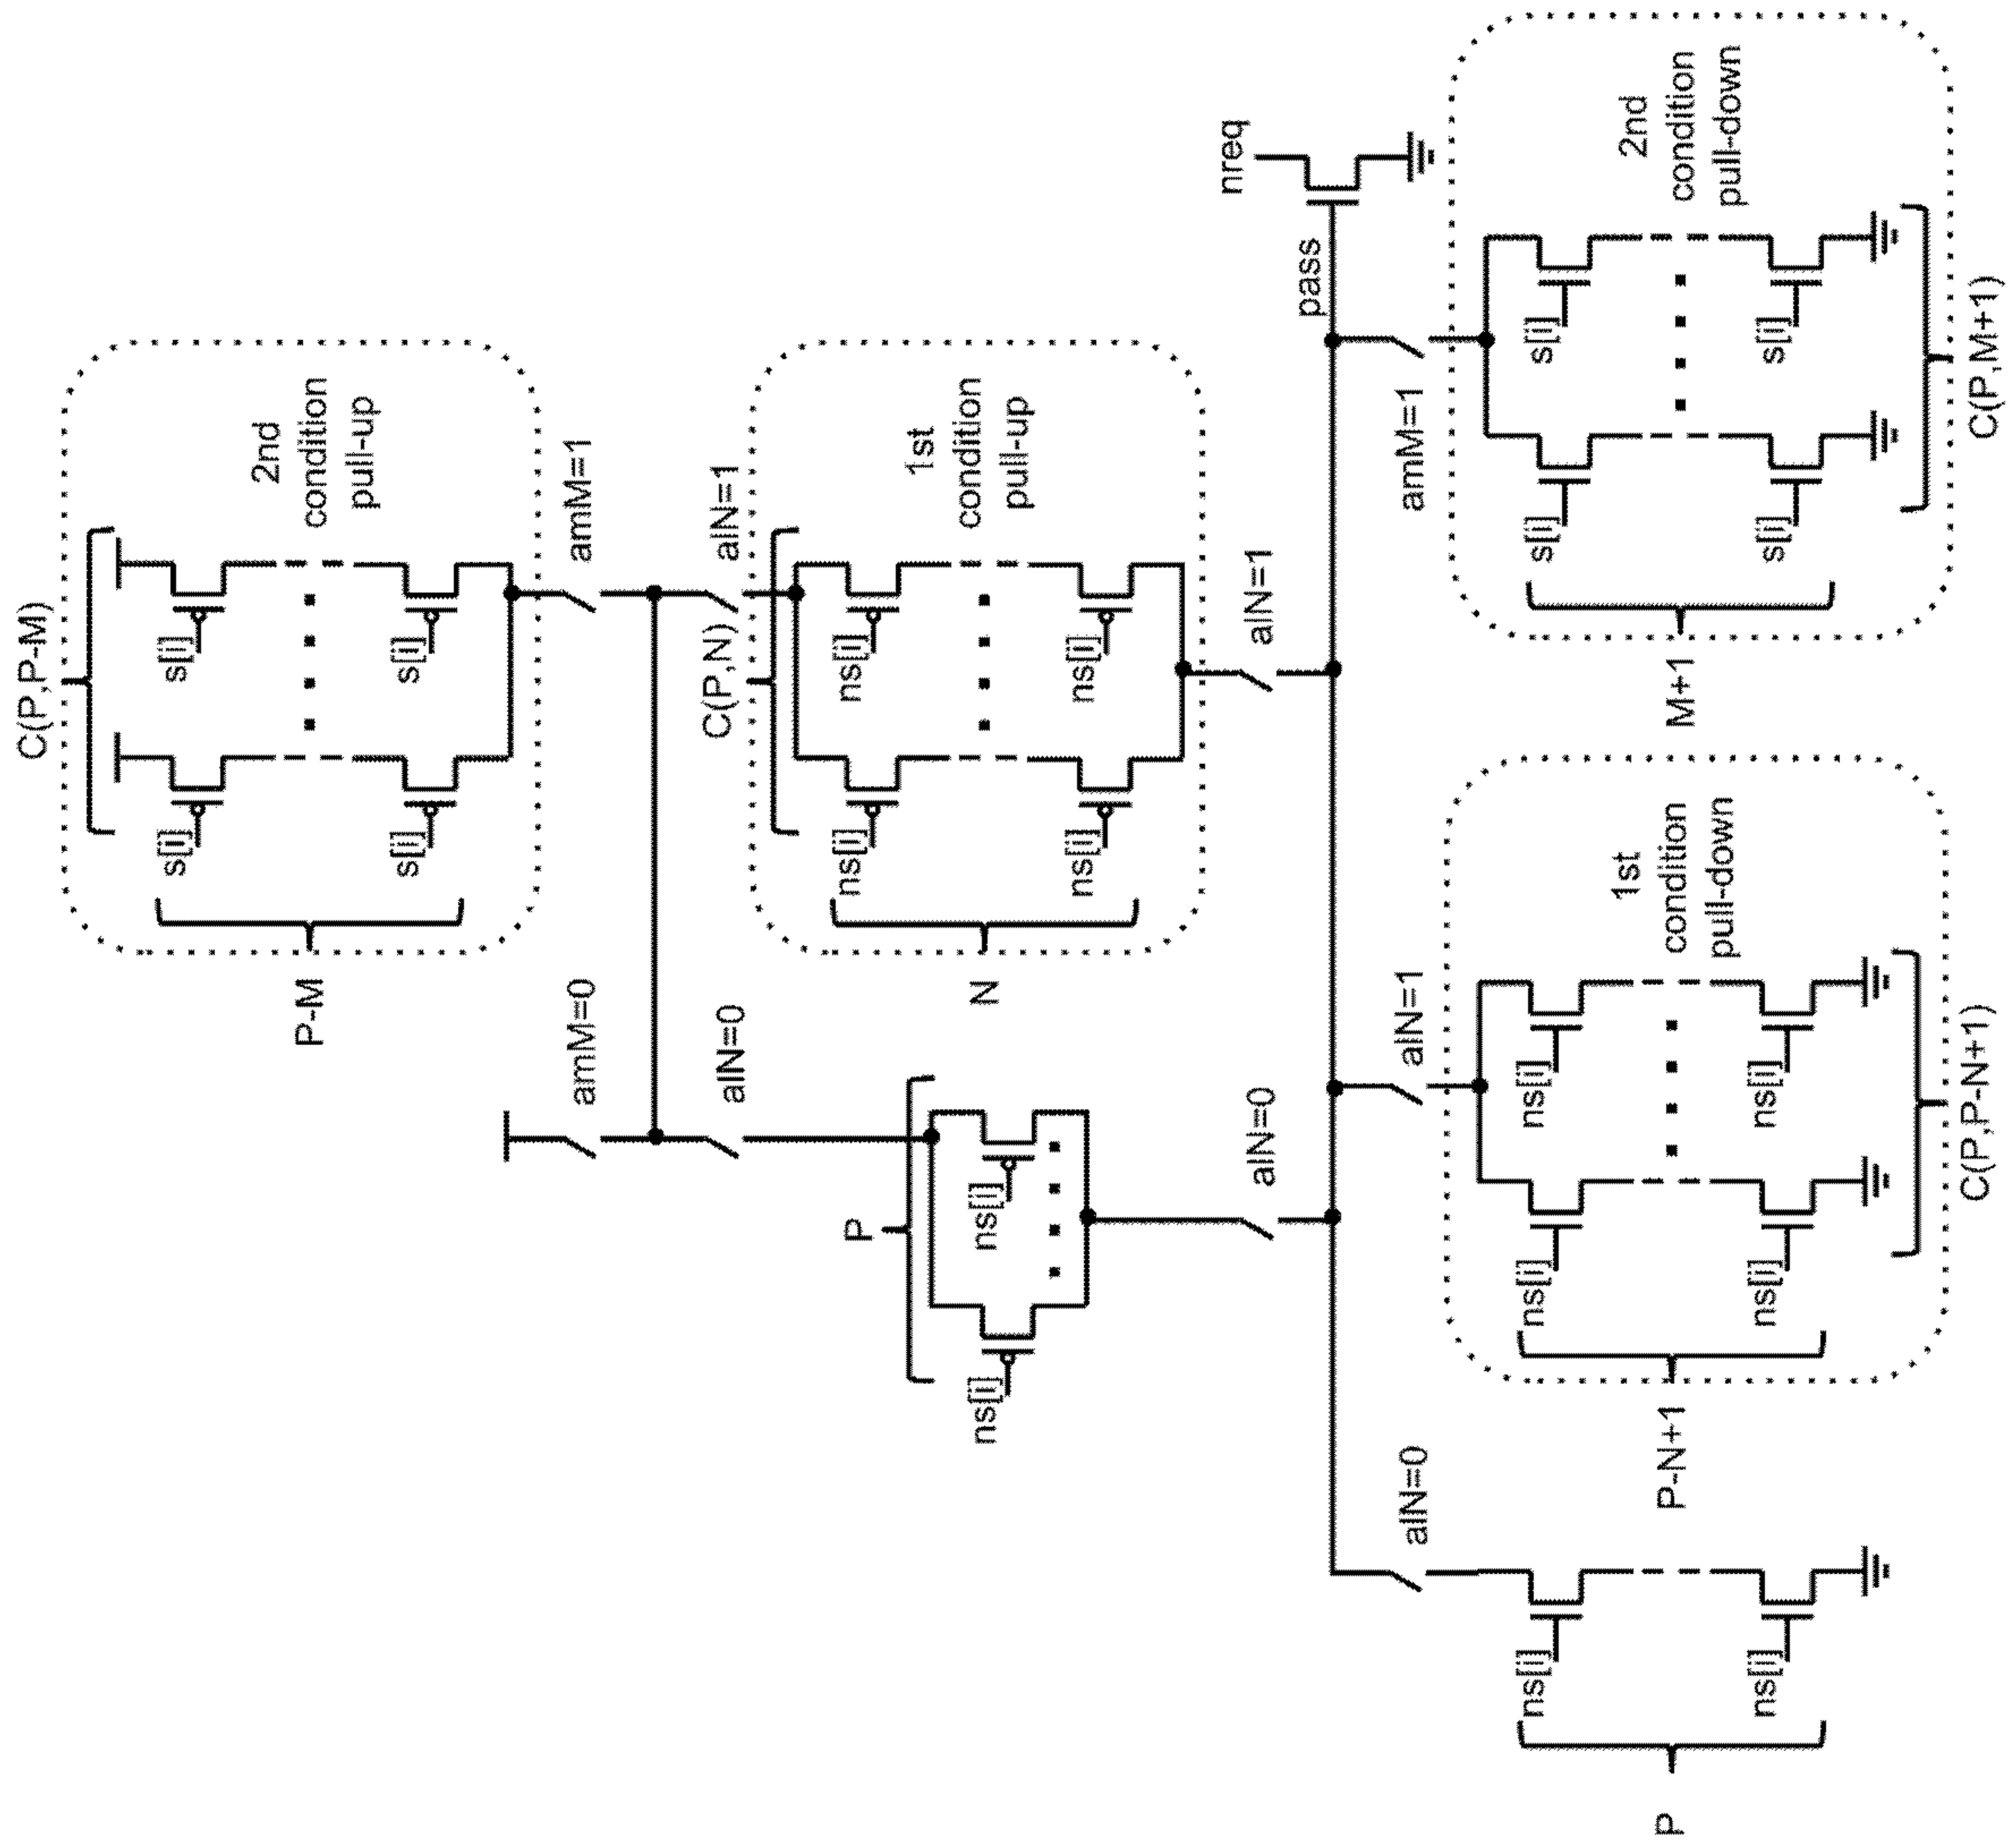 C(P,P-M)
s[i]
s[i]
s[i]
s[i]
2nd
condition
pull-up
P-M
amM=1
amM=0
alN=1
alN=0
C(P,N)
ns[i]
ns[i]
ns[i]
ns[i]
1st
condition
pull-up
N
P
ns[i]
ns[i]
alN=1
alN=0
nreq
pass
alN=0
alN=1
amM=1
ns[i]
ns[i]
P
ns[i]
ns[i]
ns[i]
ns[i]
1st
condition
pull-down
P-N+1
C(P,P-N+1)
s[i]
s[i]
s[i]
s[i]
2nd
condition
pull-down
M+1
C(P,M+1)